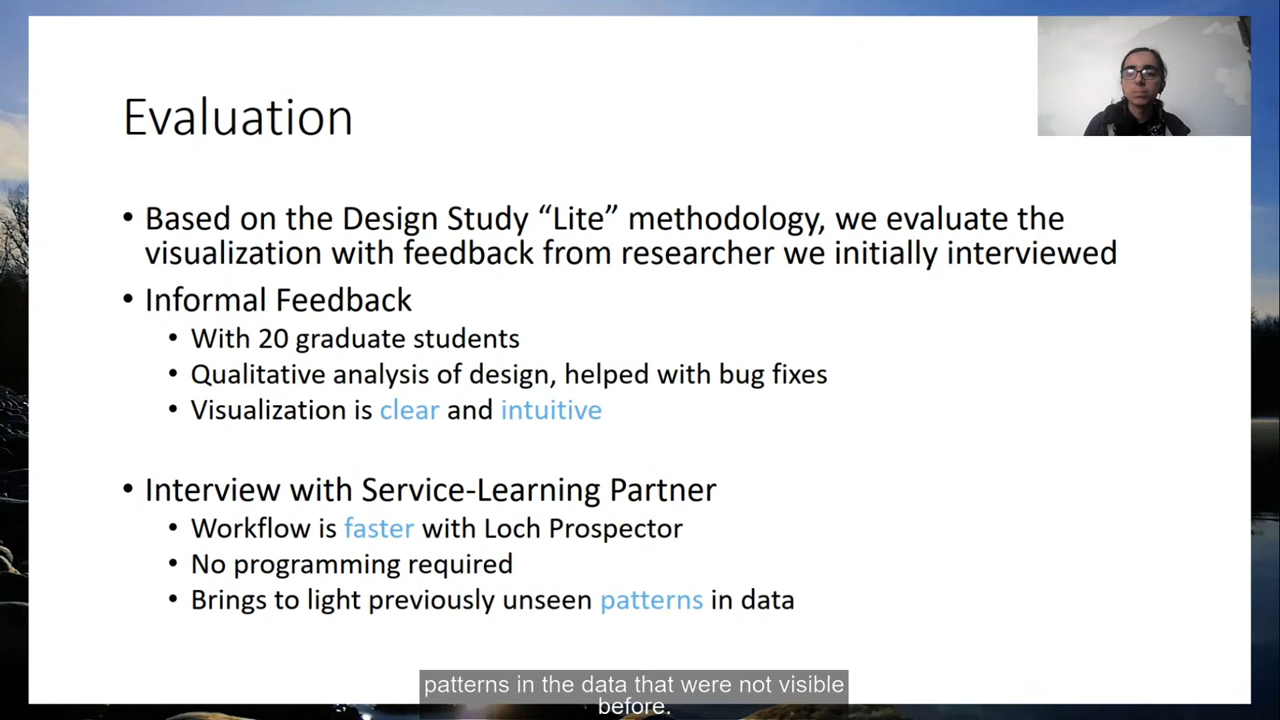 Evaluation
• Based on the Design Study “Lite” methodology, we evaluate the
visualization with feedback from researcher we initially interviewed
• Informal Feedback
• With 20 graduate students
• Qualitative analysis of design, helped with bug fixes
• Visualization is clear and intuitive
• Interview with Service-Learning Partner
• Workflow is faster with Loch Prospector
• No programming required
• Brings to light previously unseen patterns in data
patterns in the data that were not visible
before.